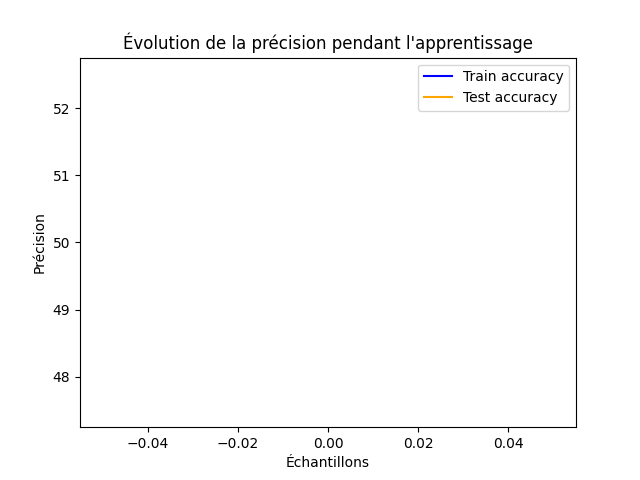 Évolution de la précision pendant l'apprentissage
Train accuracy
Test accuracy
52
51
50
49
48
Précision
−0.04 −0.02 0.00 0.02 0.04
Échantillons